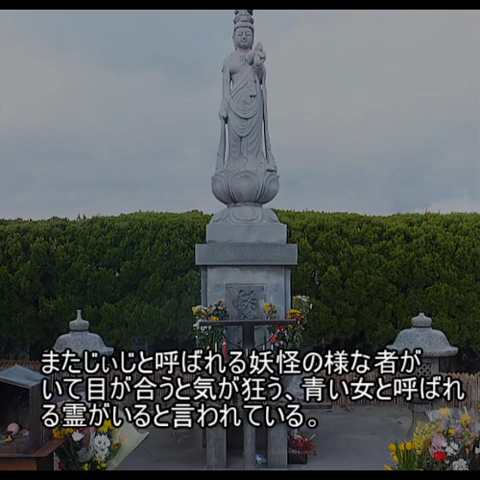 またじぃじと呼ばれる妖怪の様な者が
いて目が合うと気が狂う、青い女と呼ばれ
る霊がいると言われている。